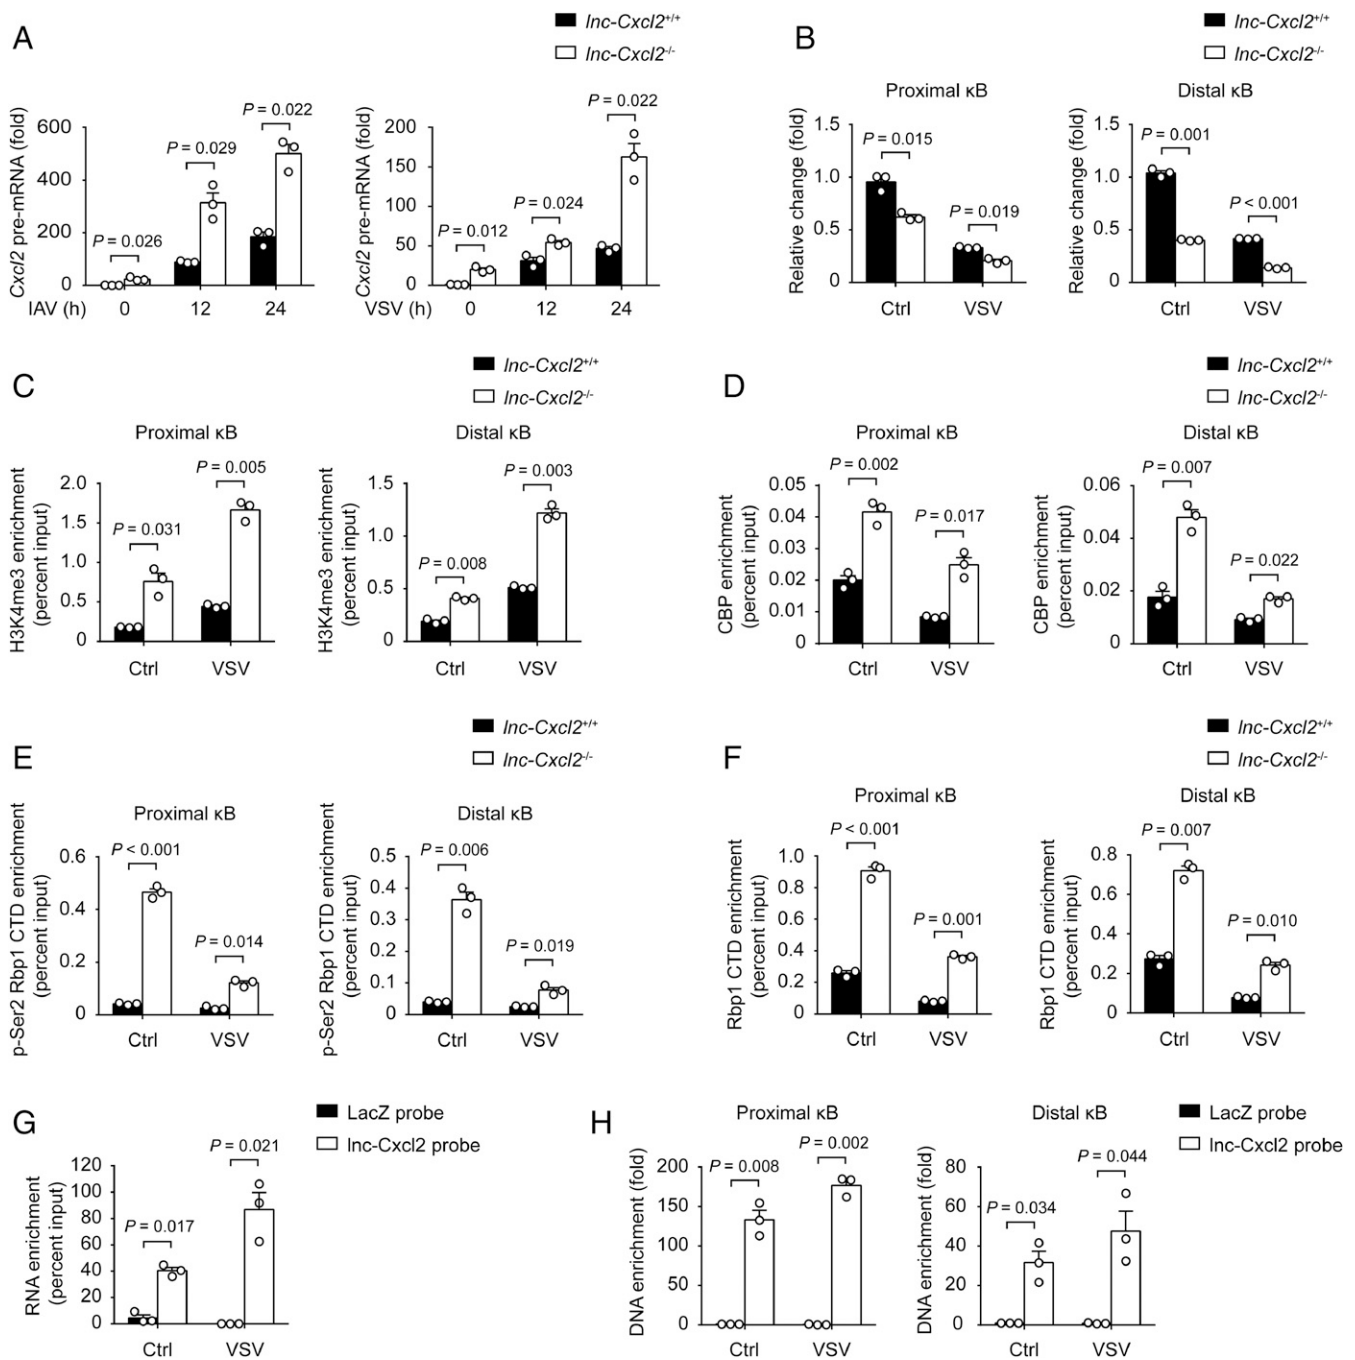 A
lnc-Cxcl2+/+
lnc-Cxcl2-/-
Cxcl2 pre-mRNA (fold)
600
400
200
0
P = 0.026
P = 0.029
P = 0.022
IAV (h)
0
12
24
Cxcl2 pre-mRNA (fold)
200
150
100
50
0
P = 0.012
P = 0.024
P = 0.022
VSV (h)
0
12
24
B
lnc-Cxcl2+/+
lnc-Cxcl2-/-
Proximal κB
Relative change (fold)
1.5
1.0
0.5
0
P = 0.015
P = 0.019
Ctrl
VSV
Distal κB
Relative change (fold)
1.5
1.0
0.5
0
P = 0.001
P < 0.001
Ctrl
VSV
C
lnc-Cxcl2+/+
lnc-Cxcl2-/-
Proximal κB
H3K4me3 enrichment
(percent input)
2.0
1.5
1.0
0.5
0
P = 0.031
P = 0.005
Ctrl
VSV
Distal κB
H3K4me3 enrichment
(percent input)
1.5
1.0
0.5
0
P = 0.008
P = 0.003
Ctrl
VSV
D
lnc-Cxcl2+/+
lnc-Cxcl2-/-
Proximal κB
CBP enrichment
(percent input)
0.05
0.04
0.03
0.02
0.01
0
P = 0.002
P = 0.017
Ctrl
VSV
Distal κB
CBP enrichment
(percent input)
0.06
0.04
0.02
0
P = 0.007
P = 0.022
Ctrl
VSV
E
lnc-Cxcl2+/+
lnc-Cxcl2-/-
Proximal κB
p-Ser2 Rbp1 CTD enrichment
(percent input)
0.6
0.4
0.2
0
P < 0.001
P = 0.014
Ctrl
VSV
Distal κB
p-Ser2 Rbp1 CTD enrichment
(percent input)
0.5
0.4
0.3
0.2
0.1
0
P = 0.006
P = 0.019
Ctrl
VSV
F
lnc-Cxcl2+/+
lnc-Cxcl2-/-
Proximal κB
Rbp1 CTD enrichment
(percent input)
1.0
0.8
0.6
0.4
0.2
0
P < 0.001
P = 0.001
Ctrl
VSV
Distal κB
Rbp1 CTD enrichment
(percent input)
0.8
0.6
0.4
0.2
0
P = 0.007
P = 0.010
Ctrl
VSV
G
LacZ probe
lnc-Cxcl2 probe
RNA enrichment
(percent input)
120
100
80
60
40
20
0
P = 0.017
P = 0.021
Ctrl
VSV
H
LacZ probe
lnc-Cxcl2 probe
Proximal κB
DNA enrichment (fold)
200
150
100
50
0
P = 0.008
P = 0.002
Ctrl
VSV
Distal κB
DNA enrichment (fold)
80
60
40
20
0
P = 0.034
P = 0.044
Ctrl
VSV